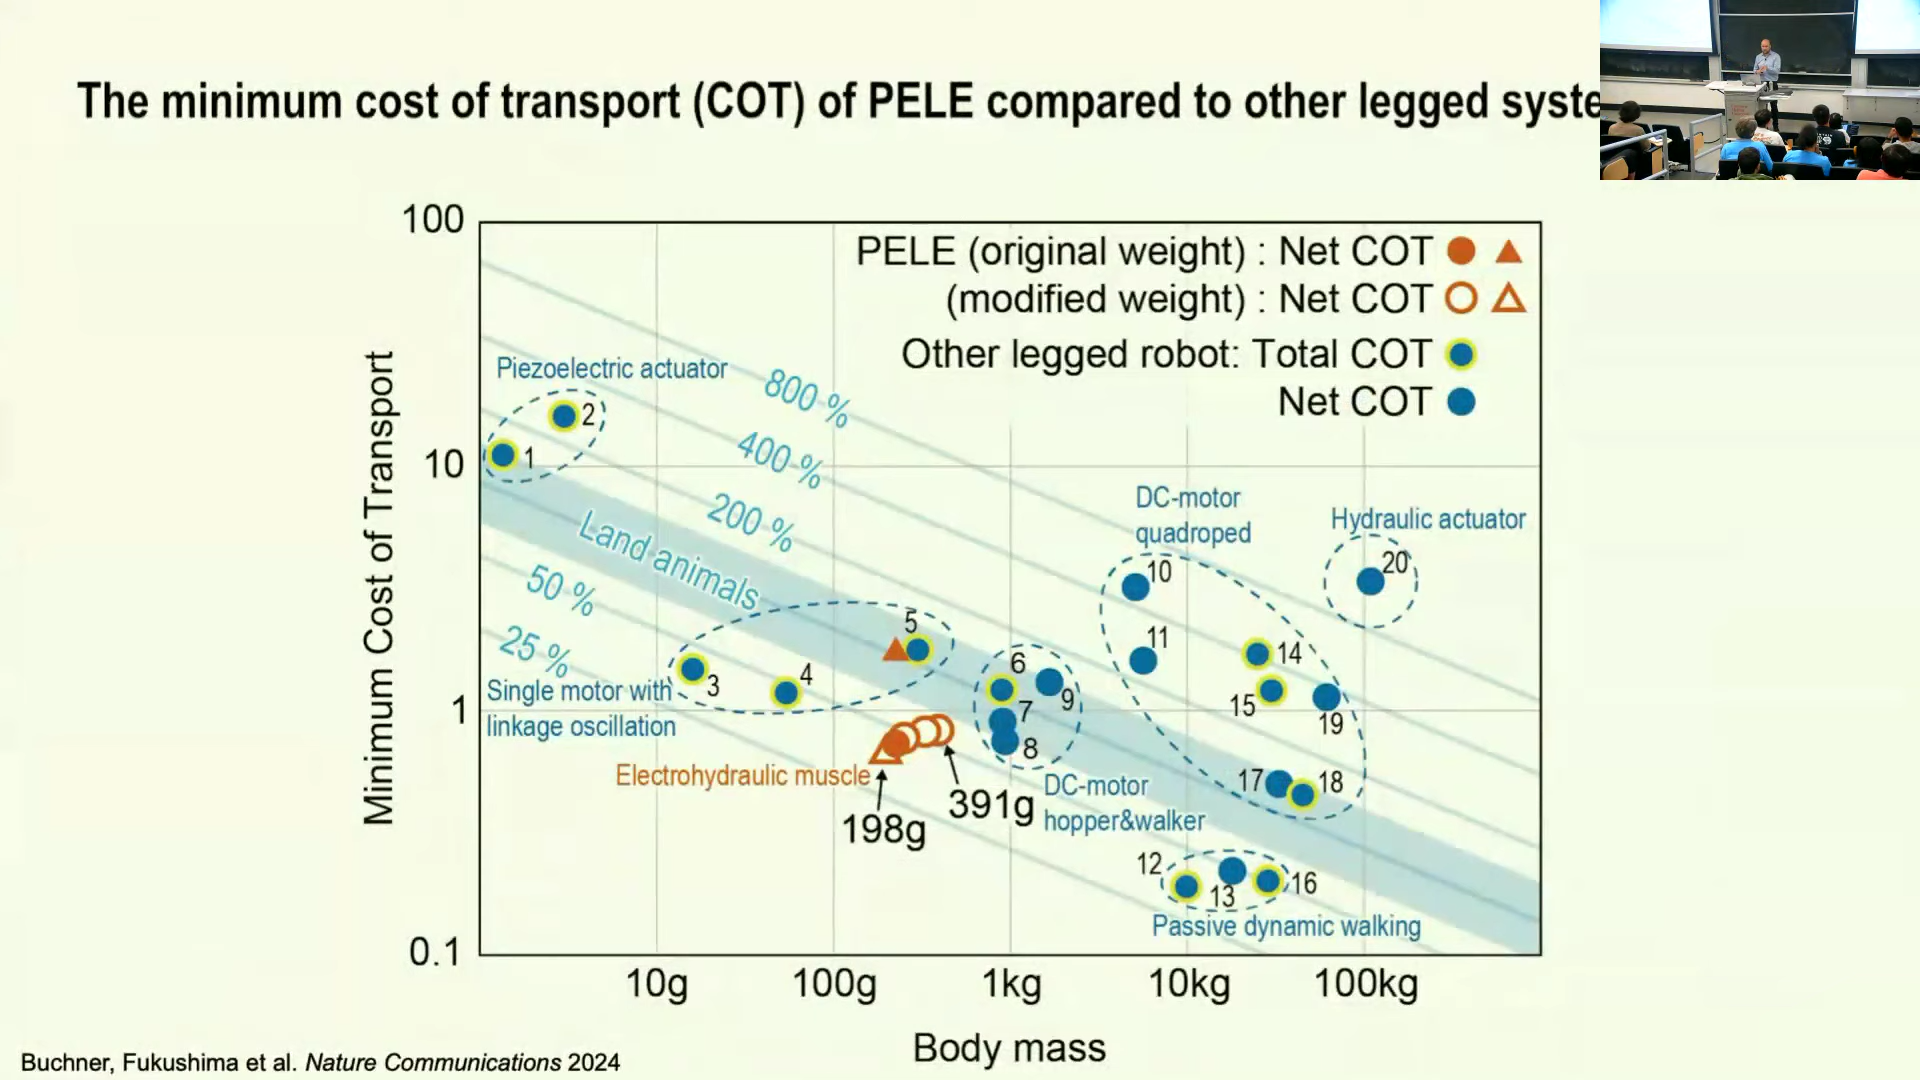 The minimum cost of transport (COT) of PELE compared to other legged syste
100
PELE (original weight) : Net COT
(modified weight) : Net COT
Other legged robot: Total COT
Net COT
Piezoelectric actuator
800 %
2
400 %
10
1
DC-motor
quadroped
Hydraulic actuator
200 %
Land animals
20
10
50 %
5
11
25 %
14
6
4
3
Single motor with
linkage oscillation
9
15
1
7
19
8
Electrohydraulic muscle
17
18
DC-motor
hopper&walker
391g
198g
12
16
13
Passive dynamic walking
0.1
10g
100g
1kg
10kg
100kg
Minimum Cost of Transport
Body mass
Buchner, Fukushima et al. Nature Communications 2024